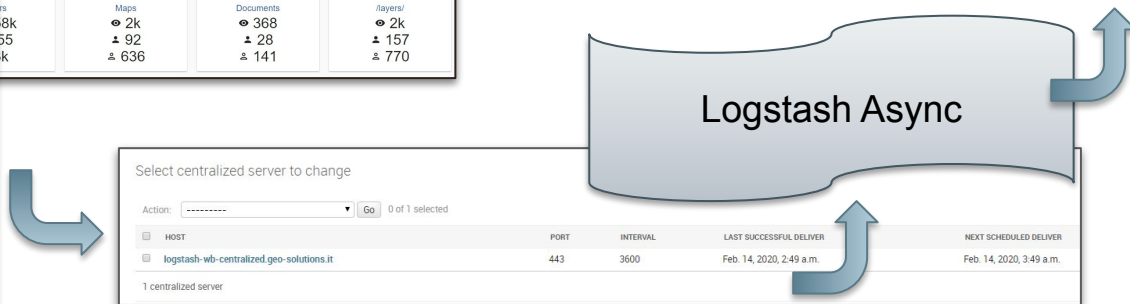 Maps
Documents
/layers/
2k
368
2k
92
28
157
636
141
770
Logstash Async
Select centralized server to change
Action: --------- Go 0 of 1 selected
HOST PORT INTERVAL LAST SUCCESSFUL DELIVER NEXT SCHEDULED DELIVER
logstash-wb-centralized.geo-solutions.it 443 3600 Feb. 14, 2020, 2:49 a.m. Feb. 14, 2020, 3:49 a.m.
1 centralized server